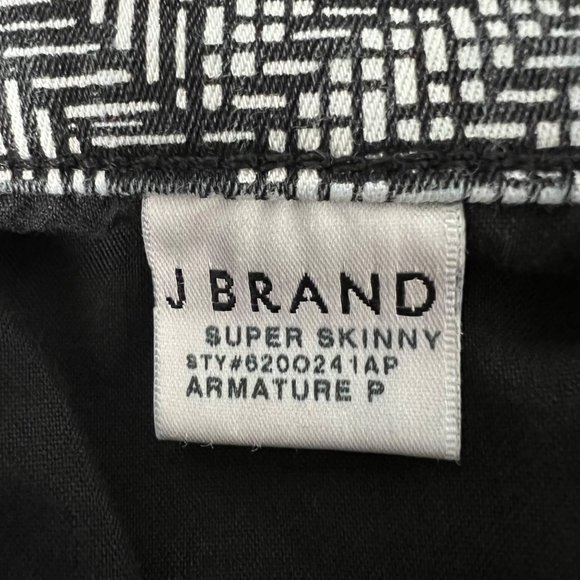 J BRAND
SUPER SKINNY
STY#620O241AP
ARMATURE P